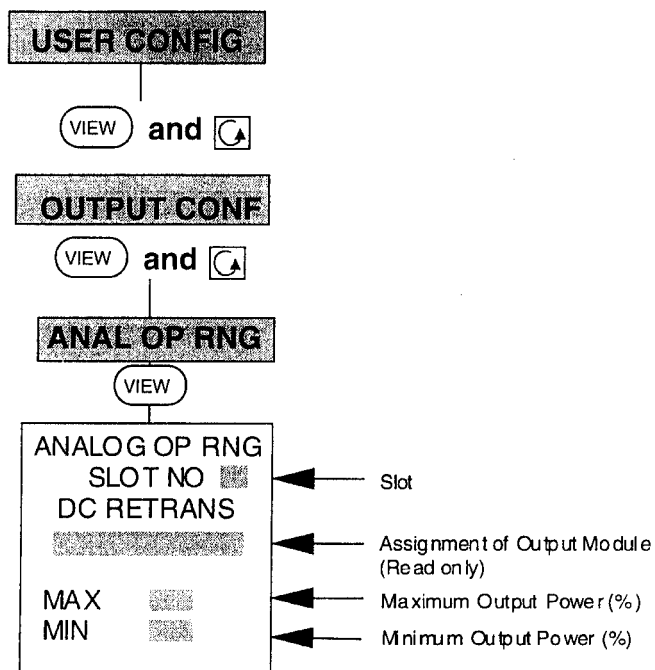 USER CONFIG
VIEW and
OUTPUT CONF
VIEW and
ANAL OP RNG
VIEW
ANALOG OP RNG
SLOT NO
Slot
DC RETRANS
Assignment of Output Module
(Read only)
MAX
Maximum Output Power (%)
MIN
Minimum Output Power (%)